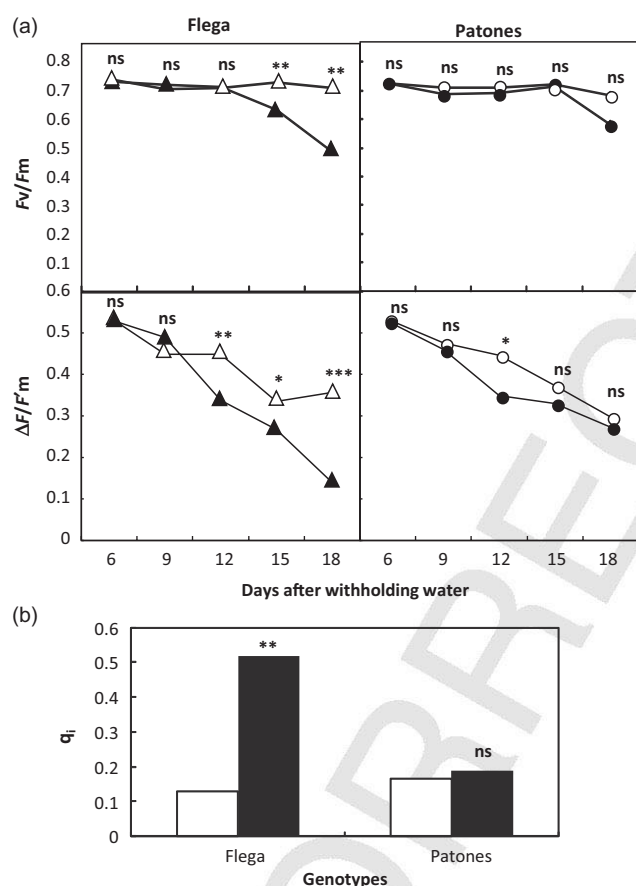 (a) Flega Patones
0.8
0.7
0.6
0.5
0.4
0.3
0.2
0.1
0
Fv/Fm
ns ns ns ** **
ns ns ns ns ns
0.6
0.5
0.4
0.3
0.2
0.1
0
ΔF/F'm
ns ns ** * ***
ns ns * ns ns
6 9 12 15 18 6 9 12 15 18
Days after withholding water
(b)
0.6
0.5
0.4
0.3
0.2
0.1
0
qi
** ns
Flega Patones
Genotypes
ORRECT